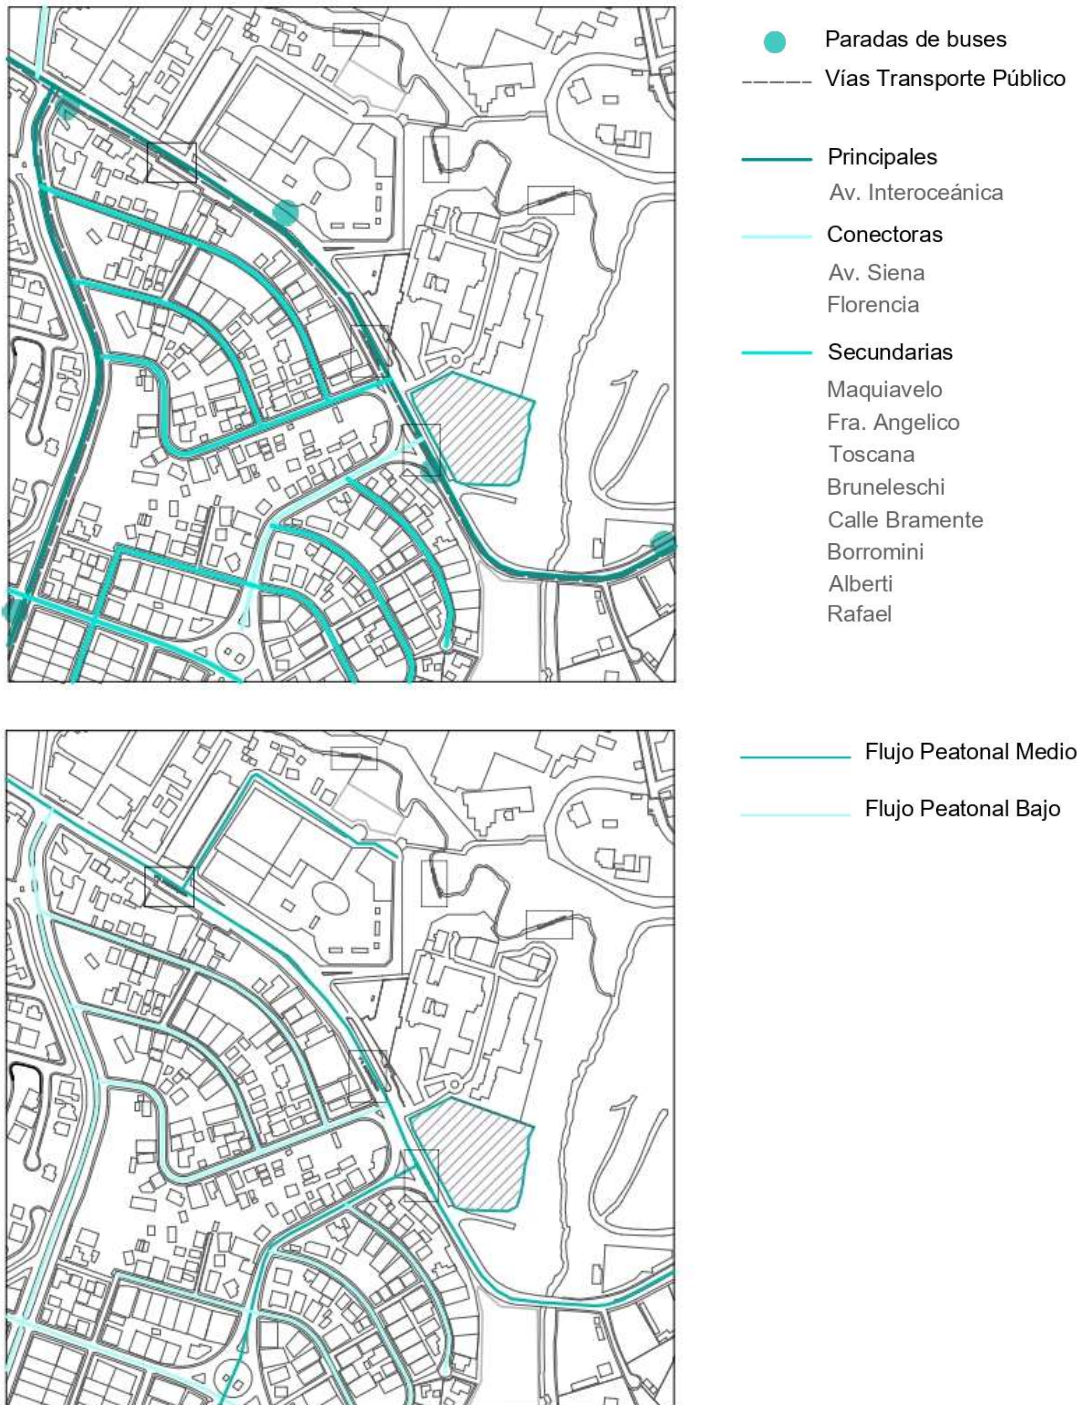 Paradas de buses
Vías Transporte Público
Principales
Av. Interoceánica
Conectoras
Av. Siena
Florencia
Secundarias
Maquiavelo
Fra. Angelico
Toscana
Bruneleschi
Calle Bramente
Borromini
Alberti
Rafael
Flujo Peatonal Medio
Flujo Peatonal Bajo